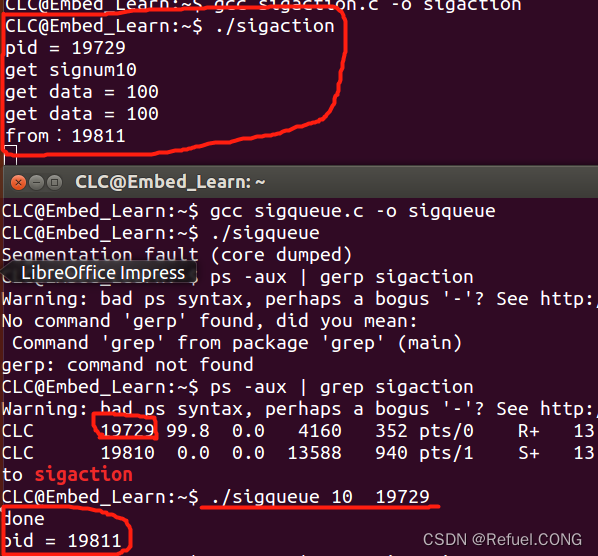 CLC@Embed_Learn:~$ gcc sigaction.c -o sigaction
CLC@Embed_Learn:~$ ./sigaction
pid = 19729
get signum10
get data = 100
get data = 100
from：19811
CLC@Embed_Learn: ~
CLC@Embed_Learn:~$ gcc sigqueue.c -o sigqueue
CLC@Embed_Learn:~$ ./sigqueue
Segmentation fault (core dumped)
LibreOffice Impress $ ps -aux | gerp sigaction
Warning: bad ps syntax, perhaps a bogus '-'? See http:/
No command 'gerp' found, did you mean:
Command 'grep' from package 'grep' (main)
gerp: command not found
CLC@Embed_Learn:~$ ps -aux | grep sigaction
Warning: bad ps syntax, perhaps a bogus '-'? See http:/
CLC 19729 99.8 0.0 4160 352 pts/0 R+ 13
CLC 19810 0.0 0.0 13588 940 pts/1 S+ 13
to sigaction
CLC@Embed_Learn:~$ ./sigqueue 10 19729
done
pid = 19811
CSDN @Refuel.CONG